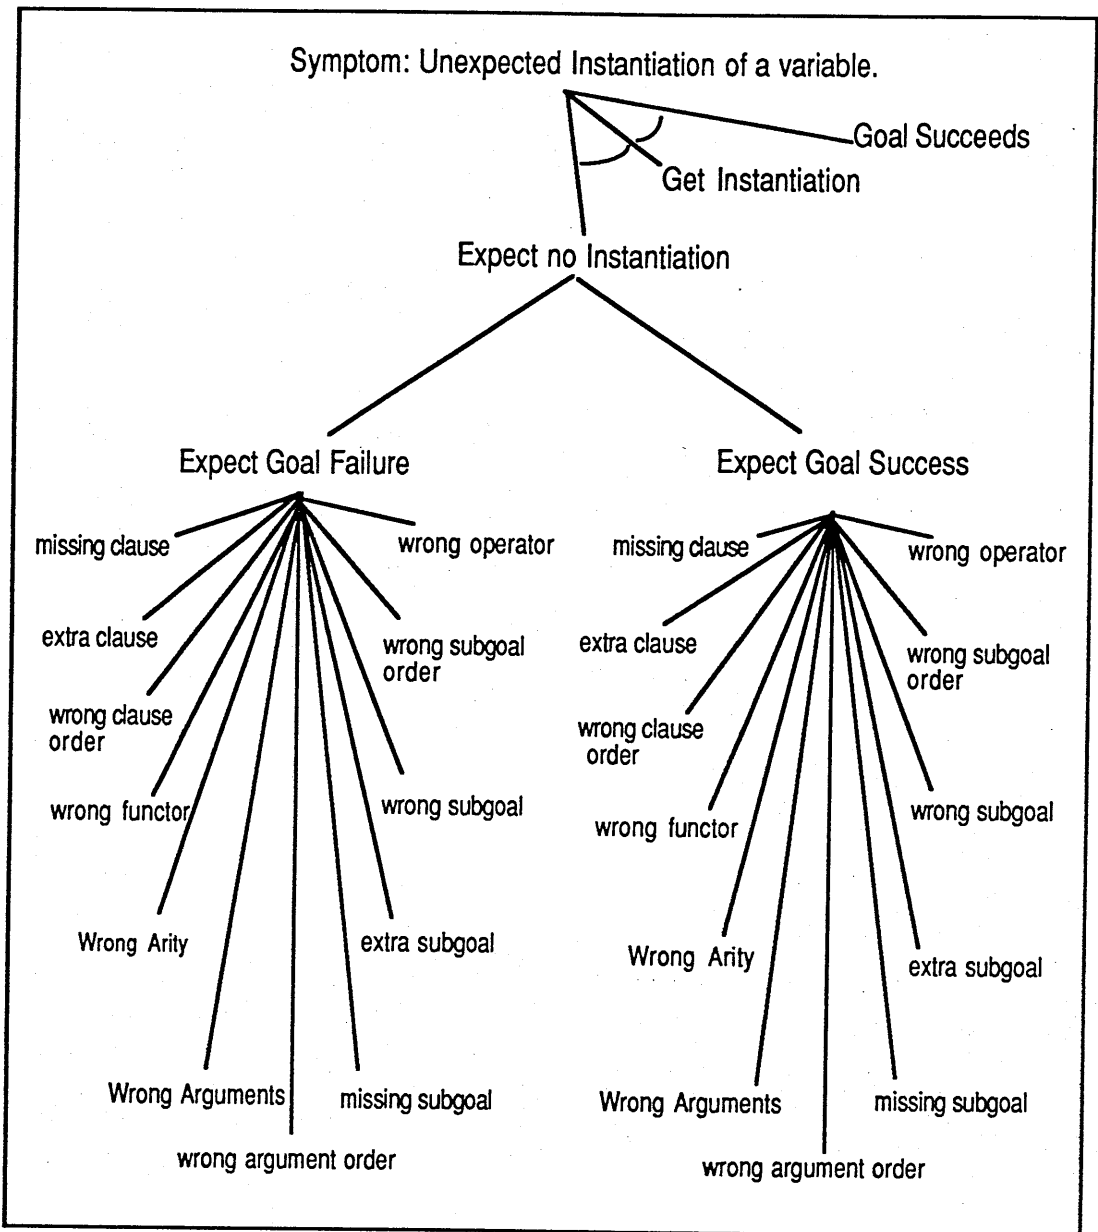 Symptom: Unexpected Instantiation of a variable.
Goal Succeeds
Get Instantiation
Expect no Instantiation
Expect Goal Failure
missing clause
extra clause
wrong clause
order
wrong functor
Wrong Arity
Wrong Arguments
wrong argument order
missing subgoal
extra subgoal
wrong subgoal
wrong subgoal
order
wrong operator
Expect Goal Success
missing clause
extra clause
wrong clause
order
wrong functor
Wrong Arity
Wrong Arguments
wrong argument order
missing subgoal
extra subgoal
wrong subgoal
wrong subgoal
order
wrong operator